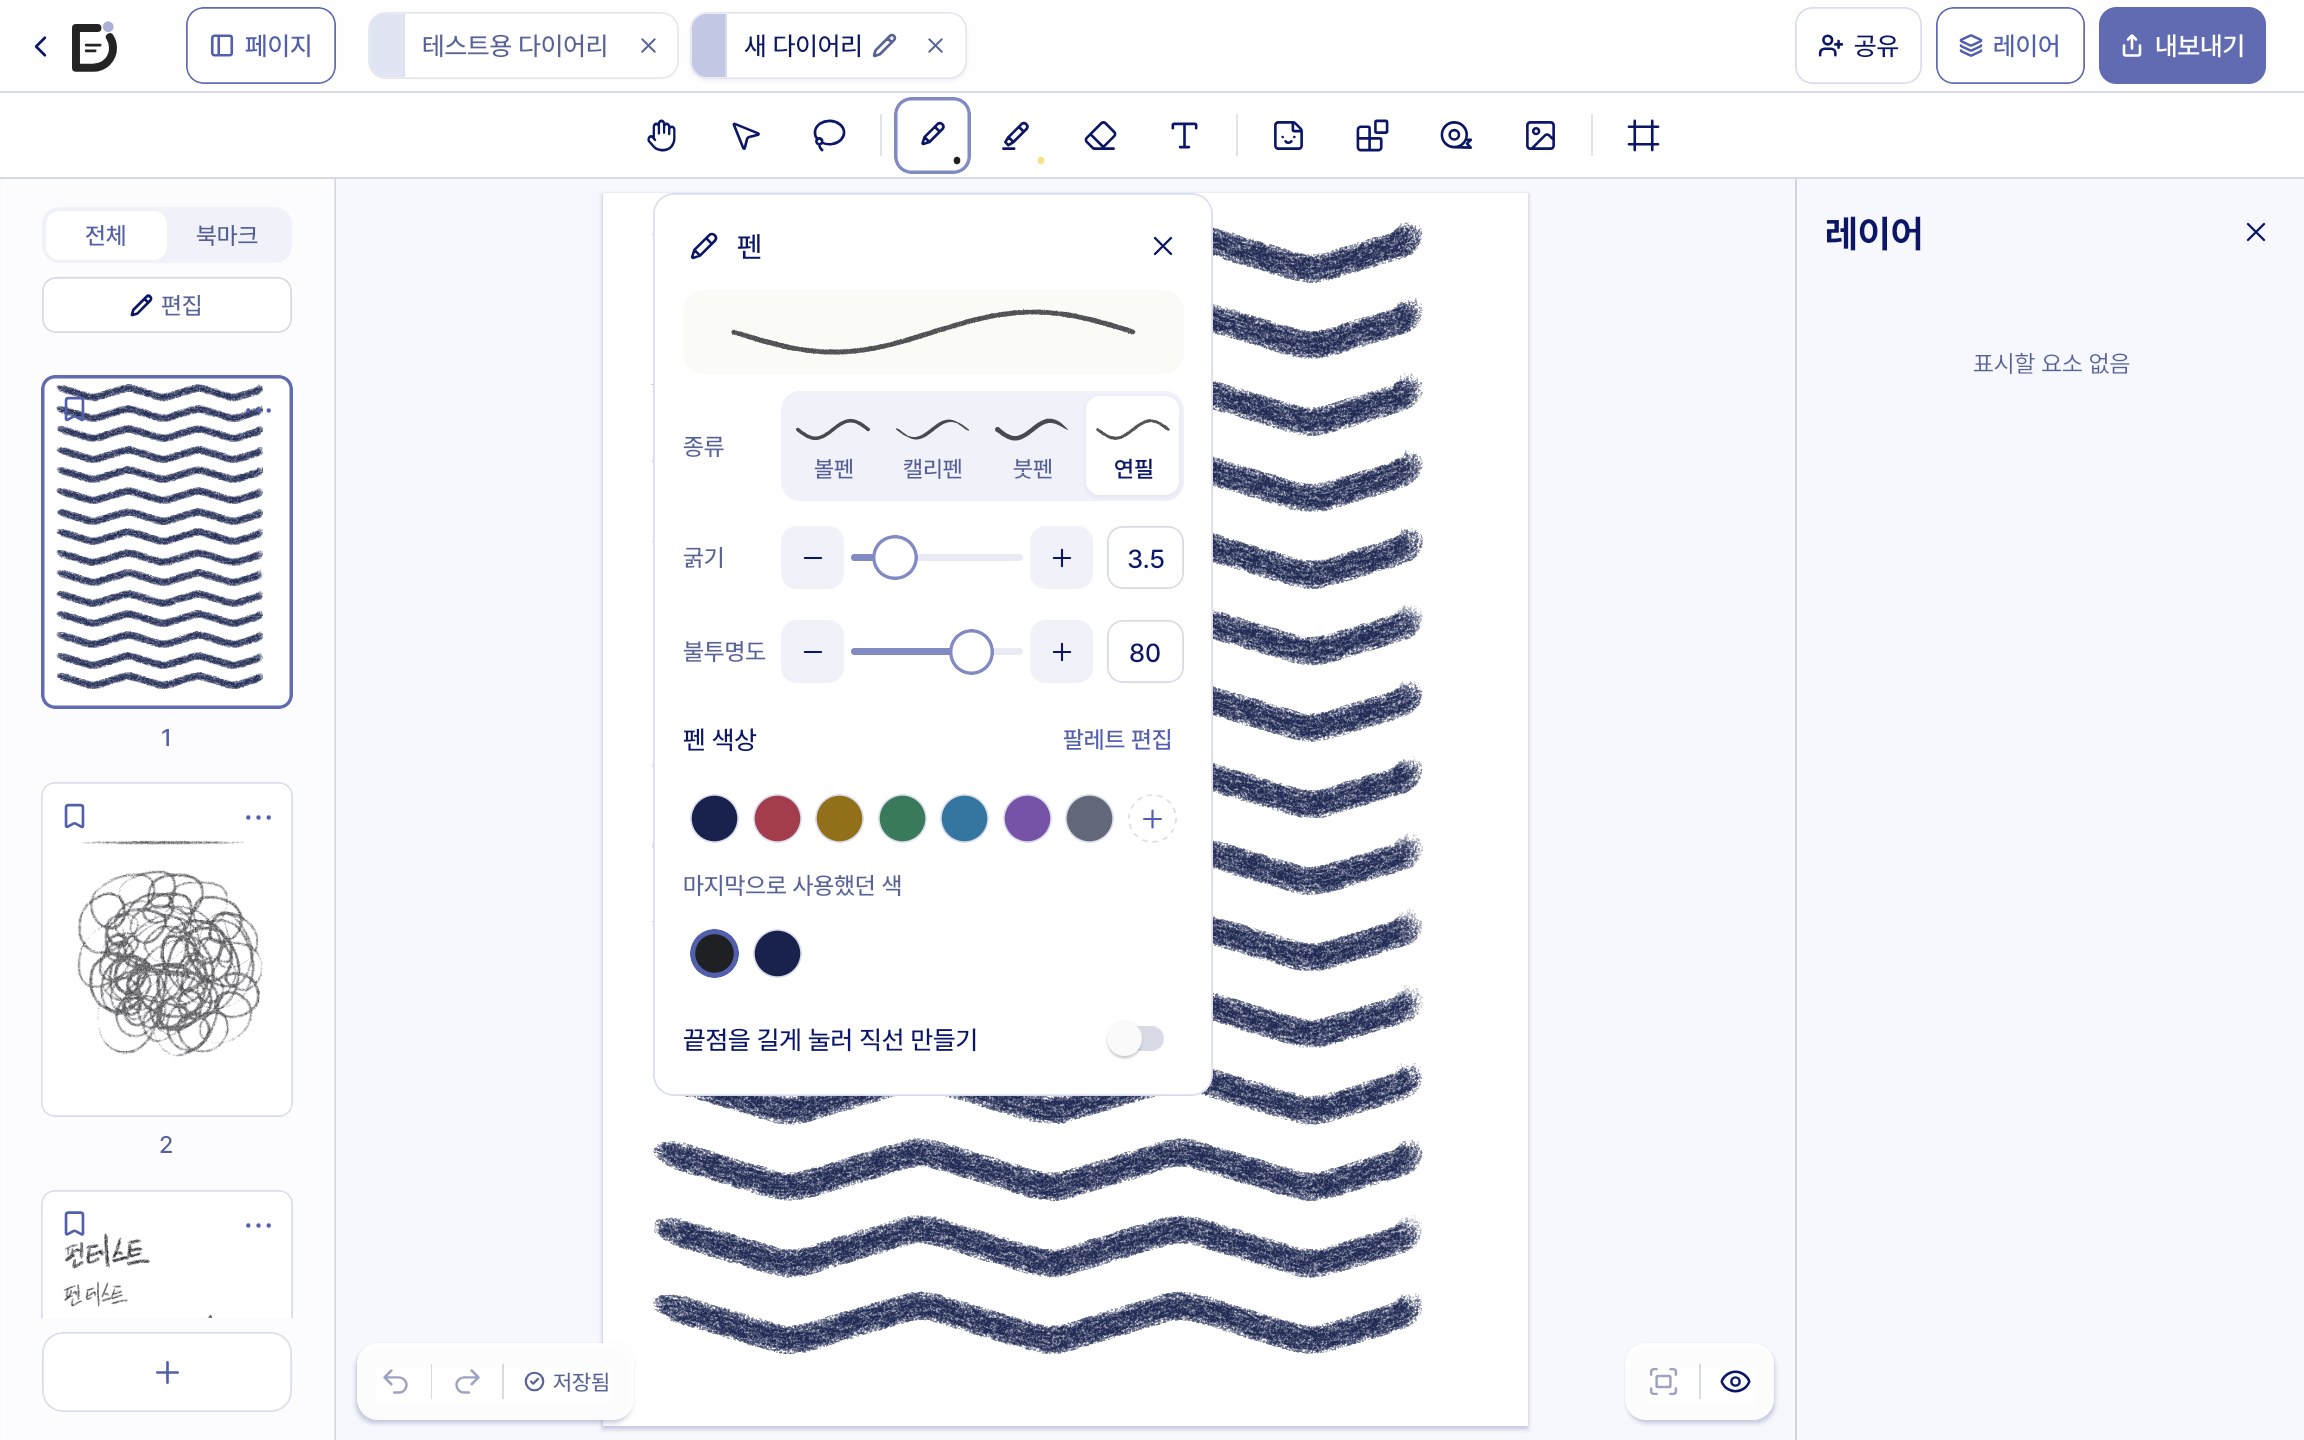 페이지
테스트용 다이어리
새 다이어리
공유
레이어
내보내기
전체
북마크
편집
1
2
펜테스트
펜테스트
펜
종류
볼펜
캘리펜
붓펜
연필
굵기
3.5
불투명도
80
펜 색상
팔레트 편집
마지막으로 사용했던 색
끝점을 길게 눌러 직선 만들기
저장됨
레이어
표시할 요소 없음